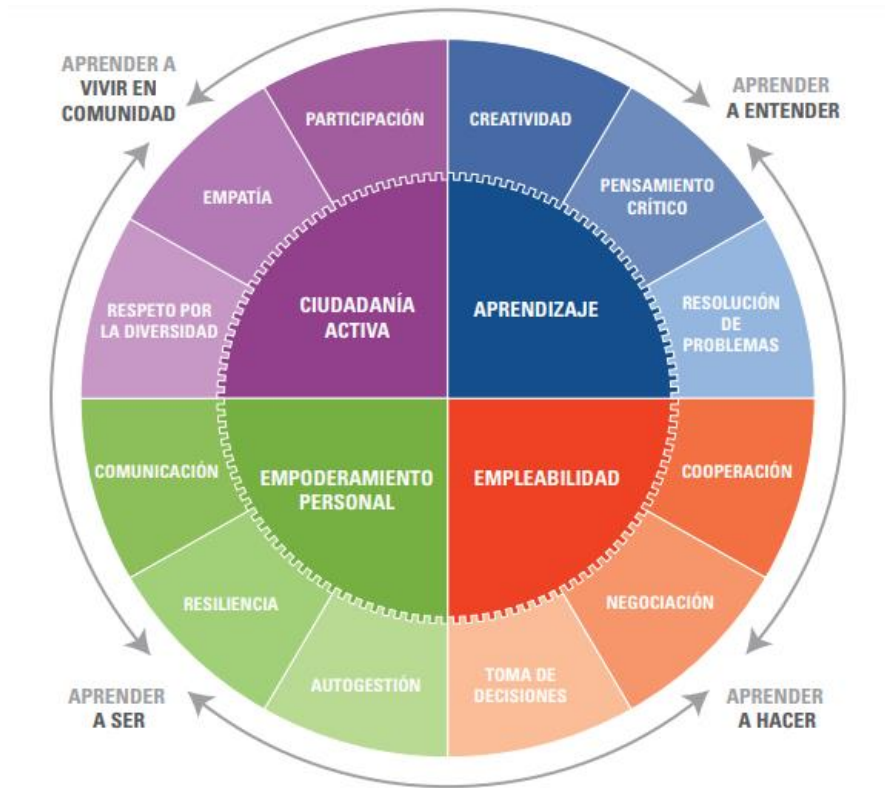 APRENDER A
VIVIR EN
COMUNIDAD
APRENDER
A ENTENDER
PARTICIPACIÓN
CREATIVIDAD
EMPATÍA
PENSAMIENTO
CRÍTICO
RESPETO POR
LA DIVERSIDAD
CIUDADANÍA
ACTIVA
APRENDIZAJE
RESOLUCIÓN
DE
PROBLEMAS
COMUNICACIÓN
EMPODERAMIENTO
PERSONAL
EMPLEABILIDAD
COOPERACIÓN
RESILIENCIA
NEGOCIACIÓN
AUTOGESTIÓN
TOMA DE
DECISIONES
APRENDER
A SER
APRENDER
A HACER